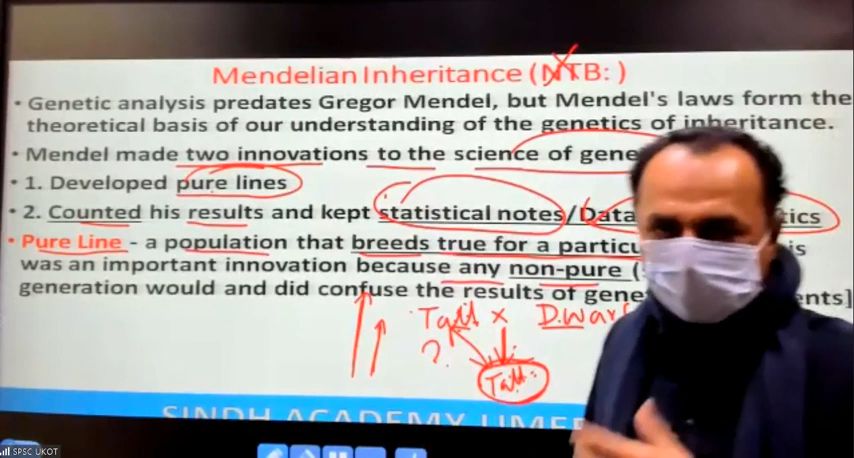 Mendelian Inheritance (NTB:)
• Genetic analysis predates Gregor Mendel, but Mendel's laws form the
theoretical basis of our understanding of the genetics of inheritance.
• Mendel made two innovations to the science of gene
• 1. Developed pure lines
• 2. Counted his results and kept statistical notes/Data tics
• Pure Line - a population that breeds true for a particu is
was an important innovation because any non-pure (
generation would and did confuse the results of gene ents]
Tall x Dwar
?
Tall
SINDH ACADEMY UMER
SPSC UKOT